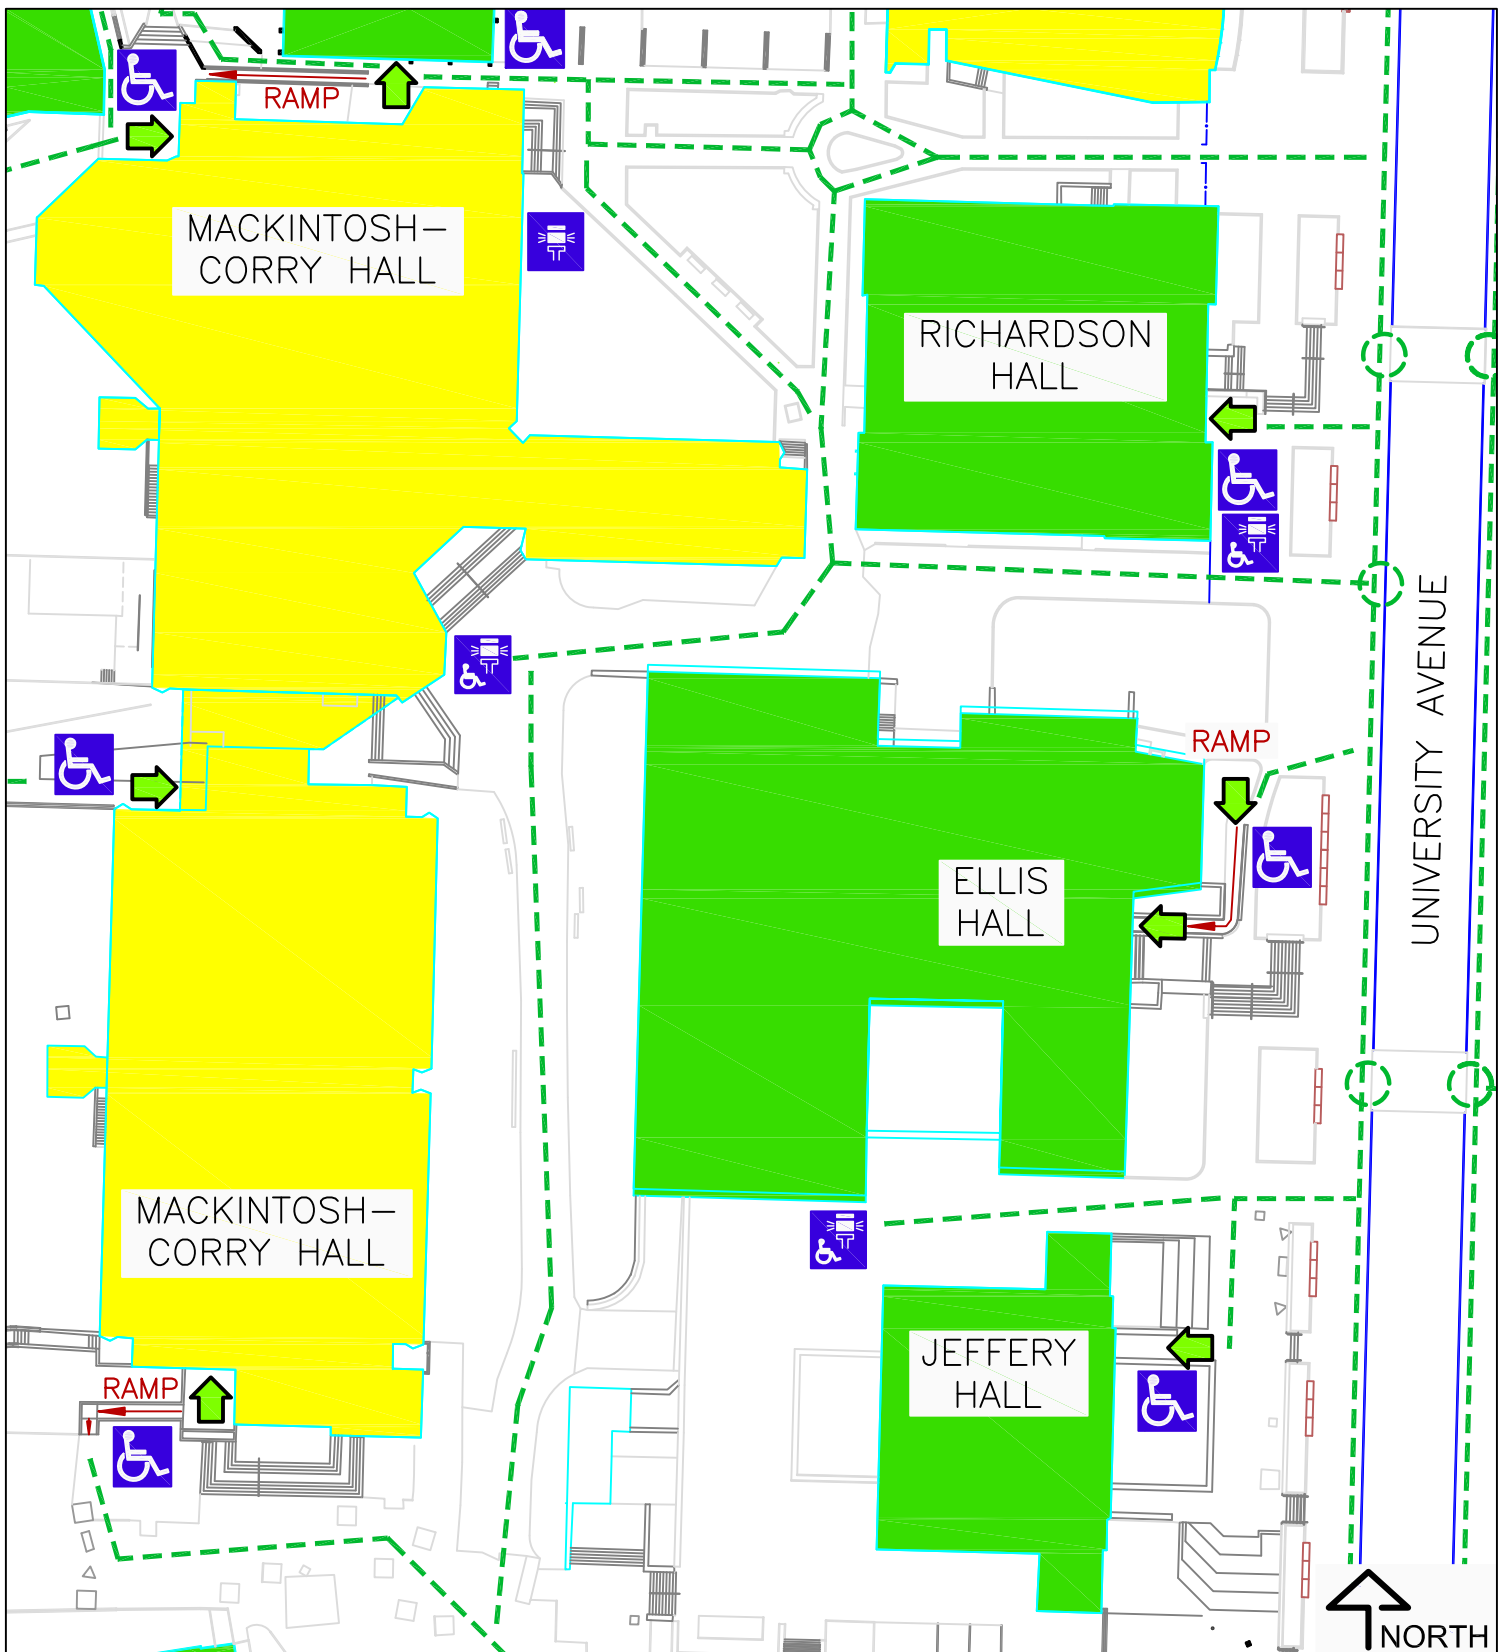 RAMP
MACKINTOSH-
CORRY HALL
RICHARDSON
HALL
UNIVERSITY AVENUE
RAMP
ELLIS
HALL
MACKINTOSH-
CORRY HALL
JEFFERY
HALL
RAMP
NORTH